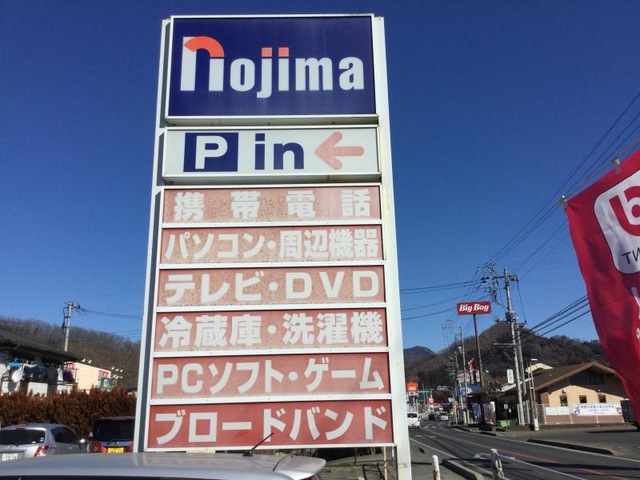 nojima
P in ←
携帯電話
パソコン・周辺機器
テレビ・DVD
冷蔵庫・洗濯機
PCソフト・ゲーム
ブロードバンド
Big Boy